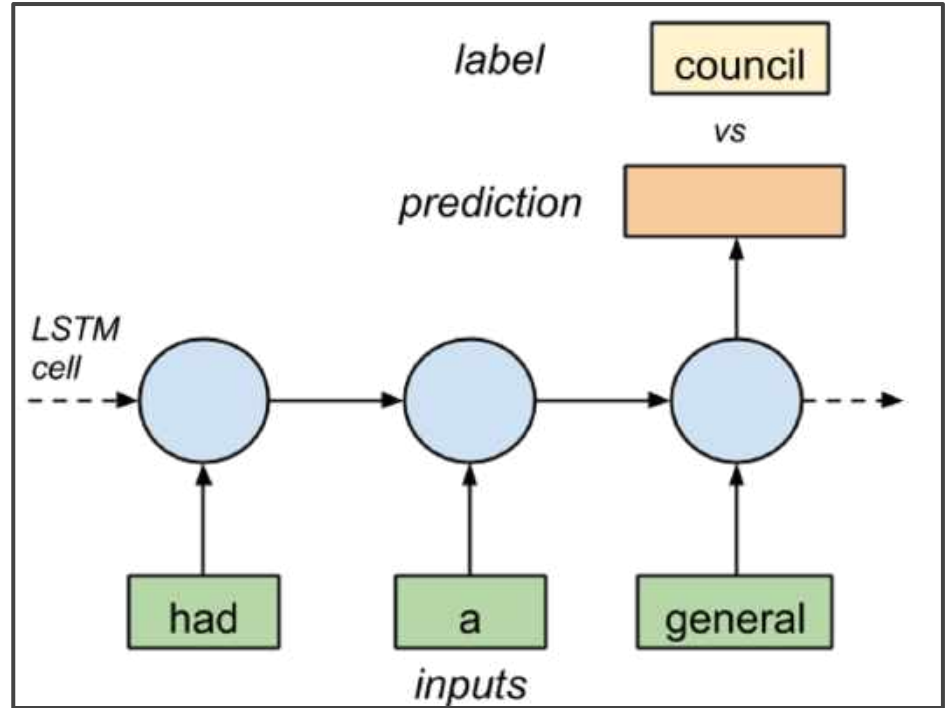 label
council
vs
prediction
LSTM
cell
had
a
general
inputs